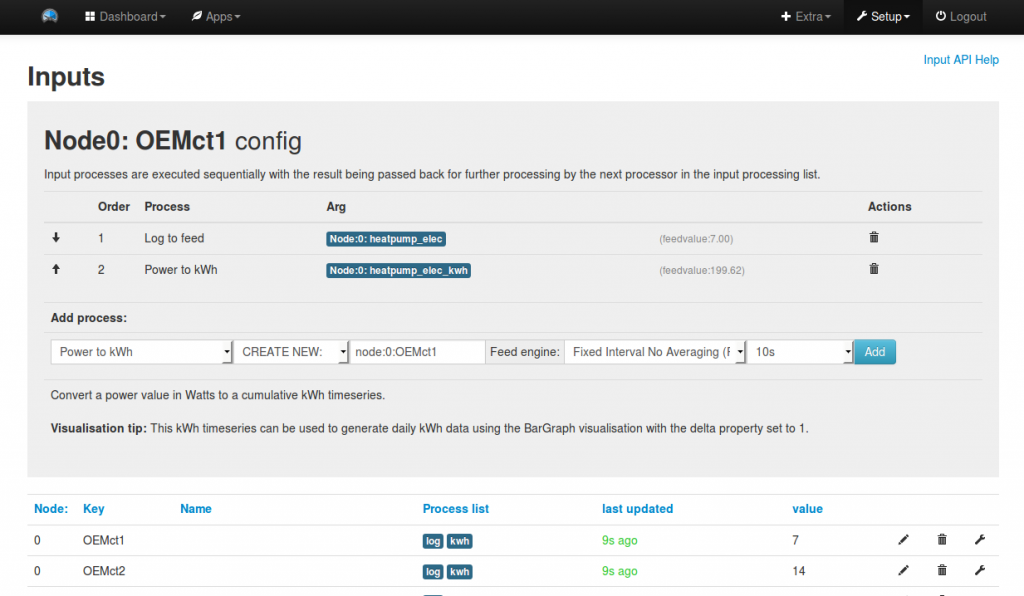 Dashboard Apps Extra Setup Logout
Input API Help
Inputs
Node0: OEMct1 config
Input processes are executed sequentially with the result being passed back for further processing by the next processor in the input processing list.
Order Process Arg Actions
1 Log to feed Node:0: heatpump_elec (feedvalue:7.00)
2 Power to kWh Node:0: heatpump_elec_kwh (feedvalue:199.62)
Add process:
Power to kWh CREATE NEW: node:0:OEMct1 Feed engine: Fixed Interval No Averaging (F 10s Add
Convert a power value in Watts to a cumulative kWh timeseries.
Visualisation tip: This kWh timeseries can be used to generate daily kWh data using the BarGraph visualisation with the delta property set to 1.
Node: Key Name Process list last updated value
0 OEMct1 log kwh 9s ago 7
0 OEMct2 log kwh 9s ago 14